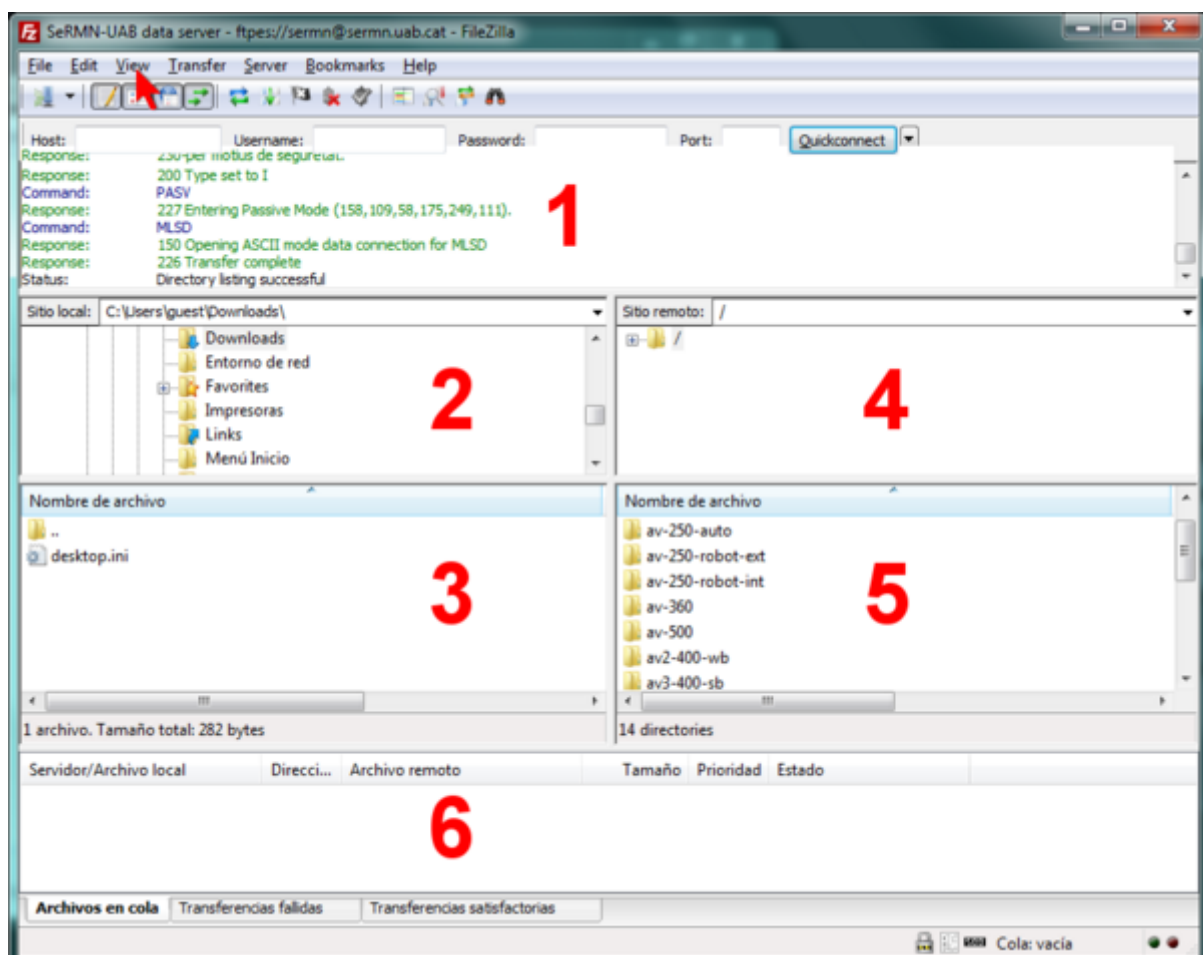 SeRMN-UAB data server - ftpes://sermn@sermn.uab.cat - FileZilla
File Edit View Transfer Server Bookmarks Help
Host: Username: Password: Port: Quickconnect
Response: 230-per motius de seguretat.
Response: 200 Type set to I
Command: PASV
Response: 227 Entering Passive Mode (158,109,58,175,249,111).
Command: MLSD
Response: 150 Opening ASCII mode data connection for MLSD
Response: 226 Transfer complete
Status: Directory listing successful
1
Sitio local: C:\Users\guest\Downloads\
Downloads
Entorno de red
Favorites
Impresoras
Links
Menú Inicio
2
Sitio remoto: /
/
4
Nombre de archivo
..
desktop.ini
3
1 archivo. Tamaño total: 282 bytes
Nombre de archivo
av-250-auto
av-250-robot-ext
av-250-robot-int
av-360
av-500
av2-400-wb
av3-400-sb
5
14 directories
Servidor/Archivo local Direcci... Archivo remoto Tamaño Prioridad Estado
6
Archivos en cola Transferencias fallidas Transferencias satisfactorias
Cola: vacía